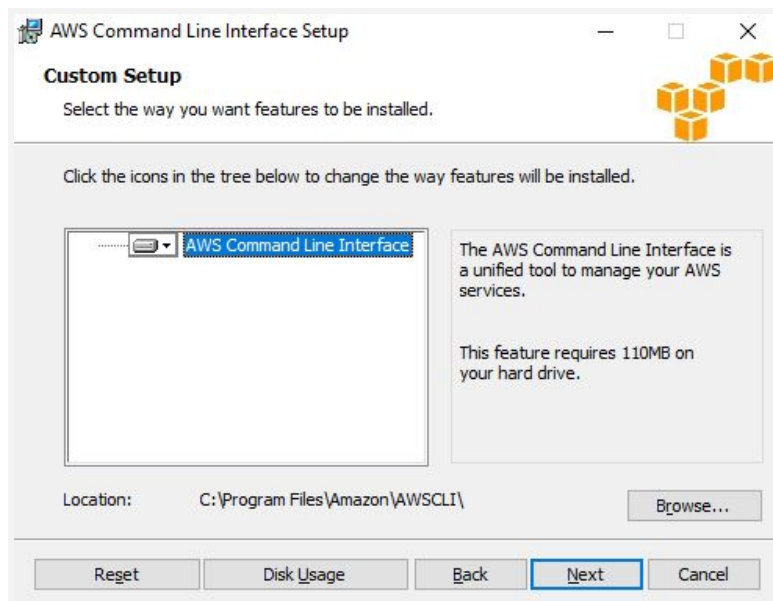 AWS Command Line Interface Setup
Custom Setup
Select the way you want features to be installed.
Click the icons in the tree below to change the way features will be installed.
AWS Command Line Interface
The AWS Command Line Interface is
a unified tool to manage your AWS
services.
This feature requires 110MB on
your hard drive.
Location: C:\Program Files\Amazon\AWSCLI\
Browse...
Reset Disk Usage Back Next Cancel